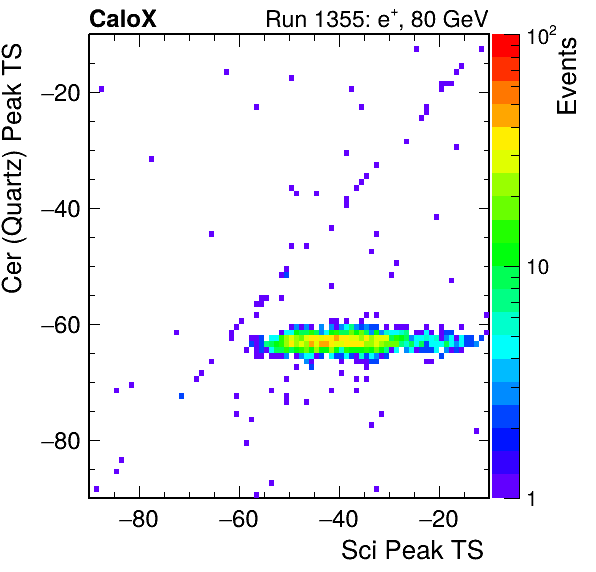 CaloX Run 1355: e⁺, 80 GeV
Cer (Quartz) Peak TS
−20
−40
−60
−80
−80 −60 −40 −20
Sci Peak TS
10²
10
1
Events